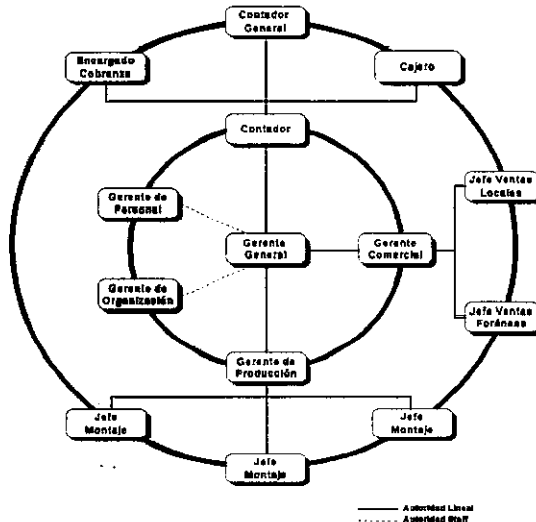 Contador
General
Encargado
Cobranza
Cajero
Contador
Jefe Ventas
Locales
Gerente de
Personal
Gerente
General
Gerente
Comercial
Gerente de
Organización
Jefe Ventas
Foráneas
Gerente de
Producción
Jefe
Montaje
Jefe
Montaje
Jefe
Montaje
Autoridad Lineal
Autoridad Staff